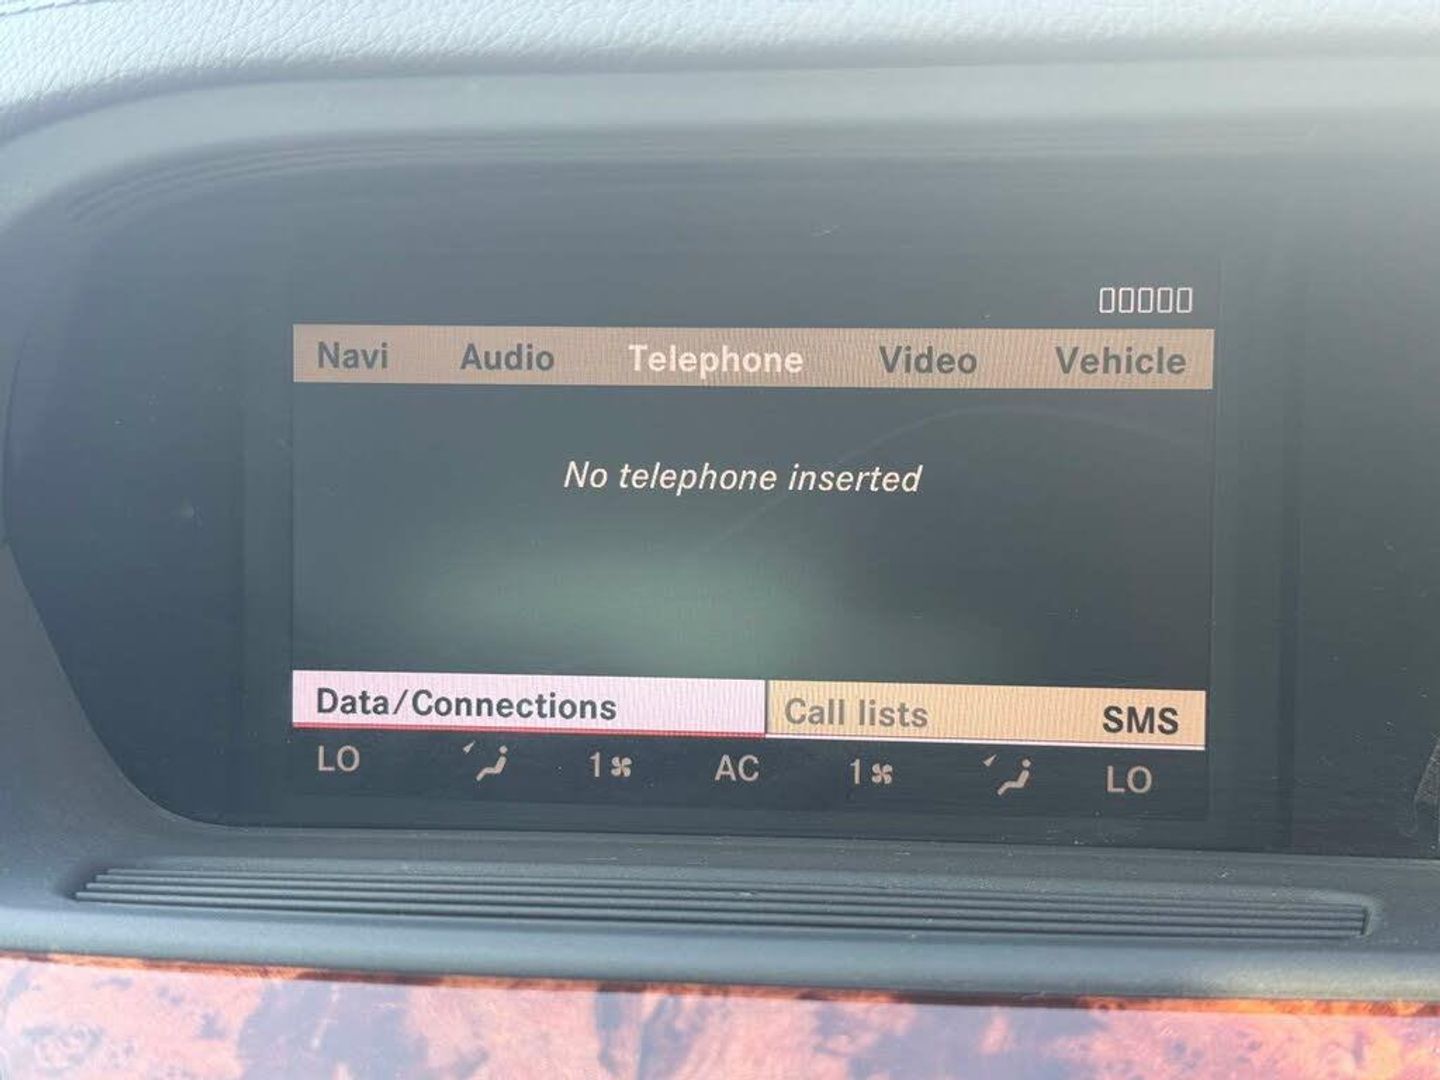 Navi Audio Telephone Video Vehicle
No telephone inserted
Data/Connections Call lists SMS
LO 1 AC 1 LO